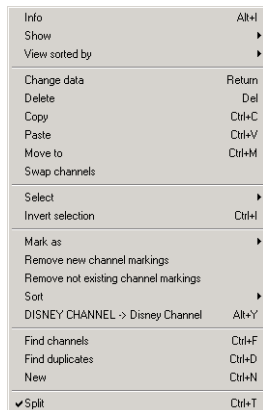 Info Alt+I
Show
View sorted by
Change data Return
Delete Del
Copy Ctrl+C
Paste Ctrl+V
Move to Ctrl+M
Swap channels
Select
Invert selection Ctrl+I
Mark as
Remove new channel markings
Remove not existing channel markings
Sort
DISNEY CHANNEL -> Disney Channel Alt+Y
Find channels Ctrl+F
Find duplicates Ctrl+D
New Ctrl+N
Split Ctrl+T